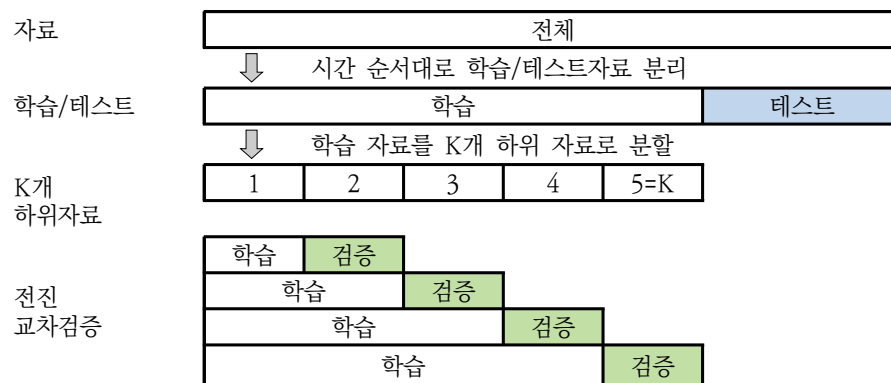 자료
전체
시간 순서대로 학습/테스트자료 분리
학습/테스트
학습
테스트
학습 자료를 K개 하위 자료로 분할
K개
하위자료
1 2 3 4 5=K
전진
교차검증
학습 검증
학습 검증
학습 검증
학습 검증